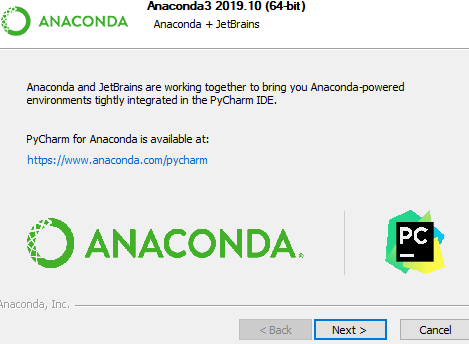 ANACONDA
Anaconda3 2019.10 (64-bit)
Anaconda + JetBrains
Anaconda and JetBrains are working together to bring you Anaconda-powered
environments tightly integrated in the PyCharm IDE.
PyCharm for Anaconda is available at:
https://www.anaconda.com/pycharm
ANACONDA®
PC
Anaconda, Inc.
< Back
Next >
Cancel